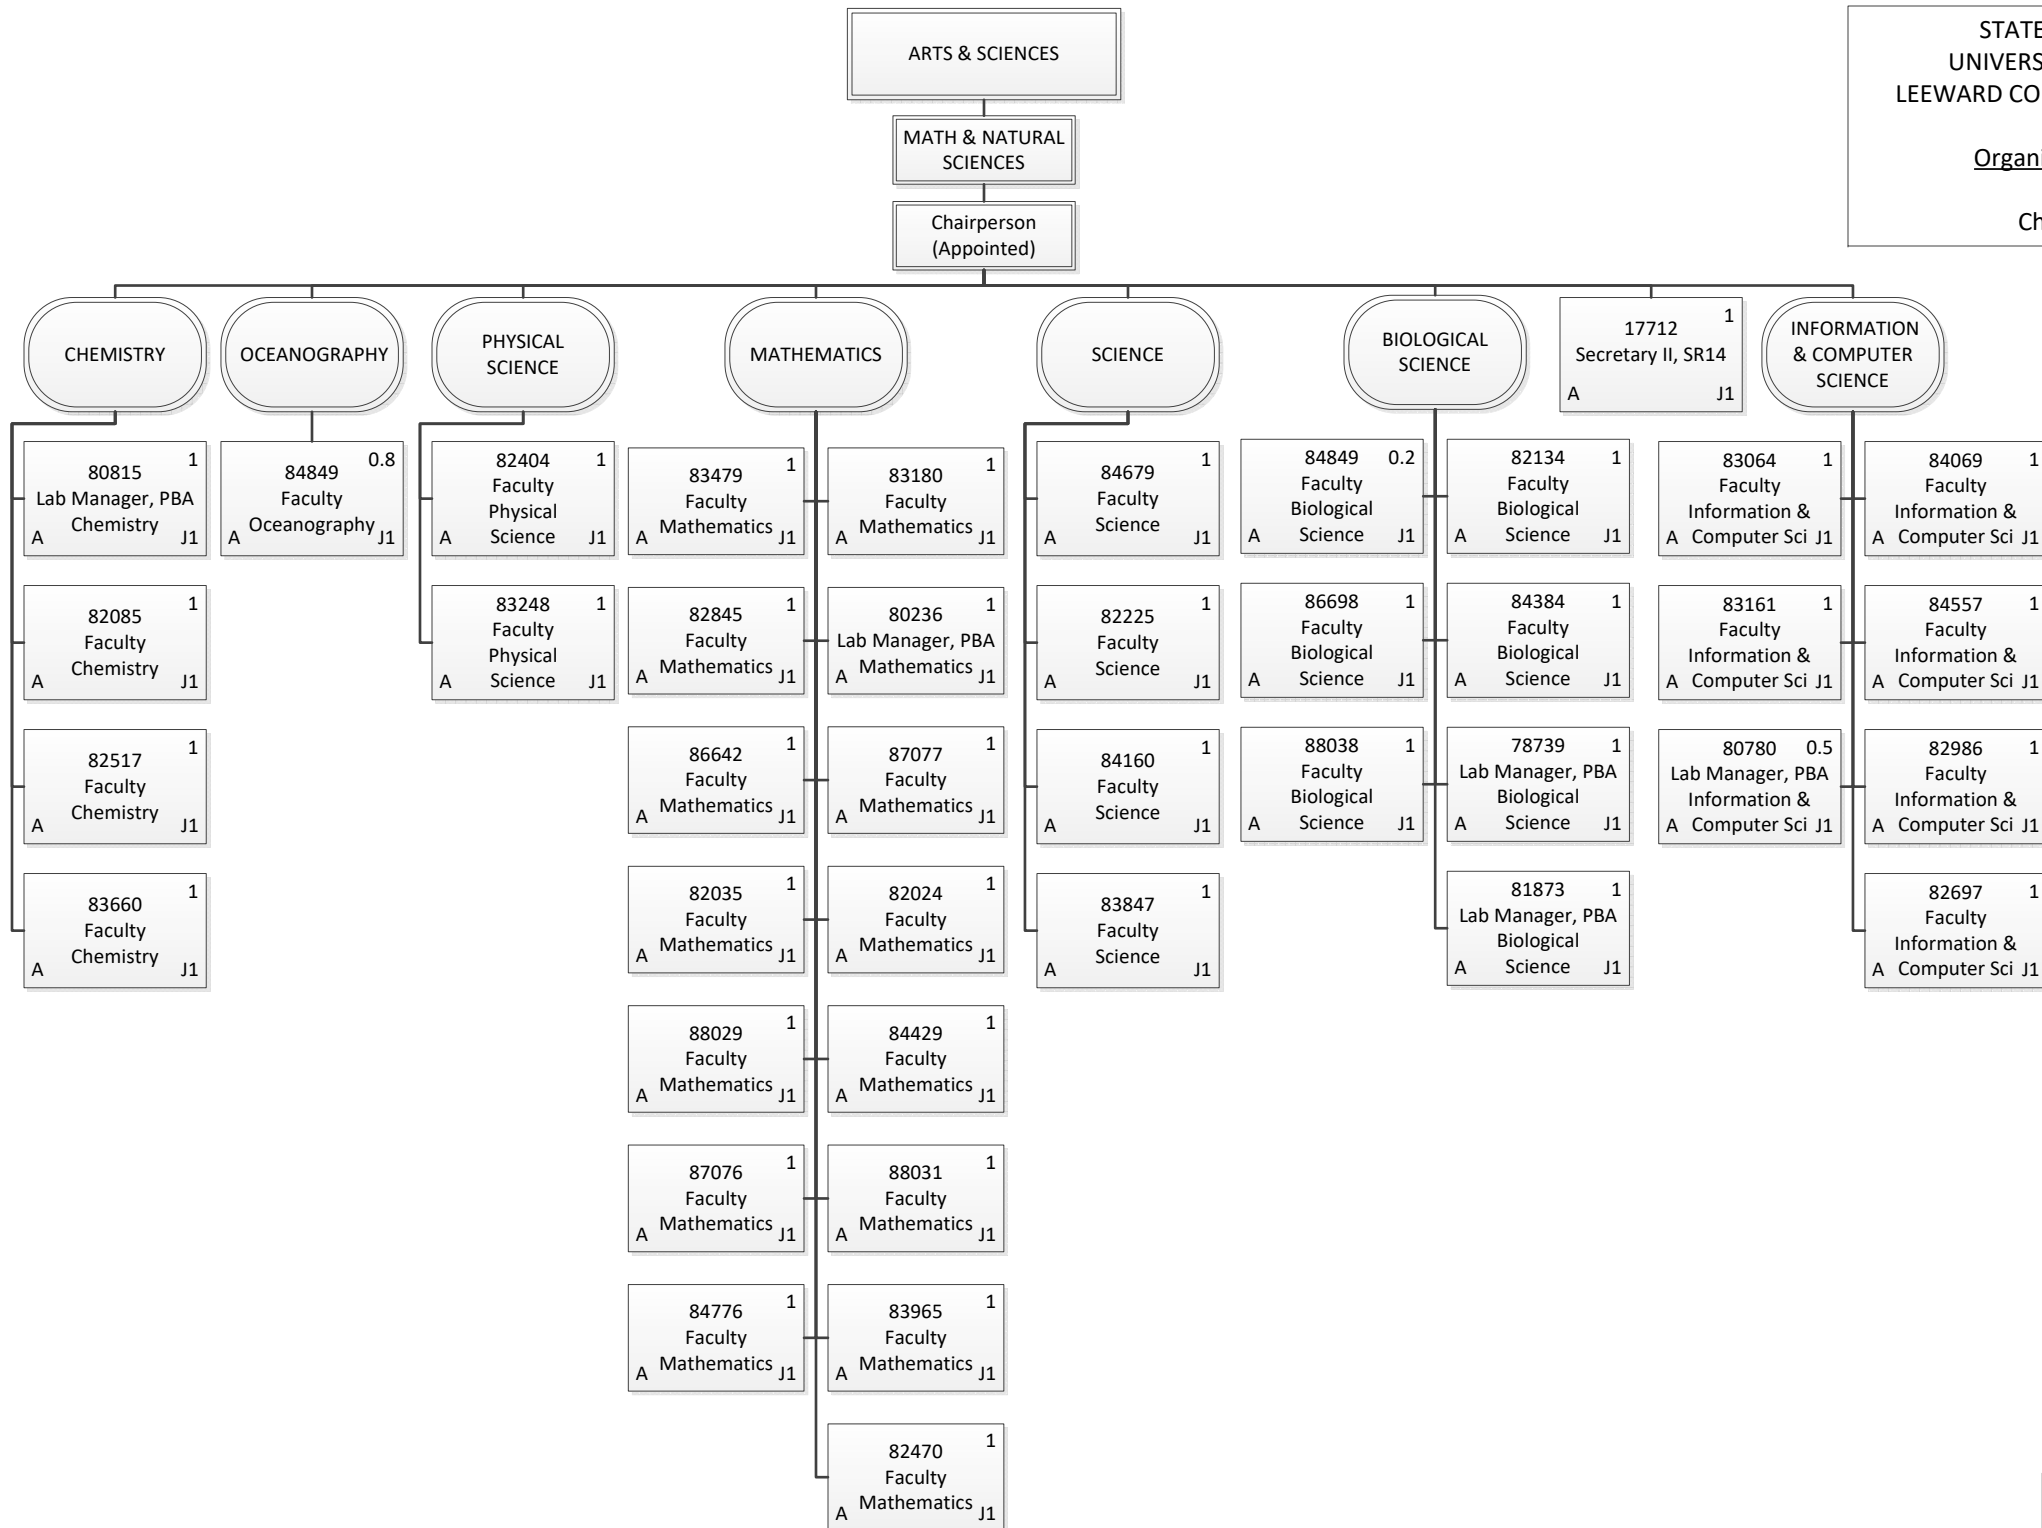 ARTS & SCIENCES
MATH & NATURAL
SCIENCES
Chairperson
(Appointed)
STATE
UNIVERS
LEEWARD CO
Organi
Ch
CHEMISTRY
80815 1
Lab Manager, PBA
Chemistry
A J1
82085 1
Faculty
Chemistry
A J1
82517 1
Faculty
Chemistry
A J1
83660 1
Faculty
Chemistry
A J1
OCEANOGRAPHY
84849 0.8
Faculty
Oceanography
A J1
PHYSICAL
SCIENCE
82404 1
Faculty
Physical
Science
A J1
83248 1
Faculty
Physical
Science
A J1
MATHEMATICS
83479 1
Faculty
Mathematics
A J1
83180 1
Faculty
Mathematics
A J1
82845 1
Faculty
Mathematics
A J1
80236 1
Lab Manager, PBA
Mathematics
A J1
86642 1
Faculty
Mathematics
A J1
87077 1
Faculty
Mathematics
A J1
82035 1
Faculty
Mathematics
A J1
82024 1
Faculty
Mathematics
A J1
88029 1
Faculty
Mathematics
A J1
84429 1
Faculty
Mathematics
A J1
87076 1
Faculty
Mathematics
A J1
88031 1
Faculty
Mathematics
A J1
84776 1
Faculty
Mathematics
A J1
83965 1
Faculty
Mathematics
A J1
82470 1
Faculty
Mathematics
A J1
SCIENCE
84679 1
Faculty
Science
A J1
82225 1
Faculty
Science
A J1
84160 1
Faculty
Science
A J1
83847 1
Faculty
Science
A J1
BIOLOGICAL
SCIENCE
84849 0.2
Faculty
Biological
A Science J1
82134 1
Faculty
Biological
A Science J1
86698 1
Faculty
Biological
A Science J1
84384 1
Faculty
Biological
A Science J1
88038 1
Faculty
Biological
A Science J1
78739 1
Lab Manager, PBA
Biological
A Science J1
81873 1
Lab Manager, PBA
Biological
A Science J1
17712 1
Secretary II, SR14
A J1
INFORMATION
& COMPUTER
SCIENCE
83064 1
Faculty
Information &
A Computer Sci J1
84069 1
Faculty
Information &
A Computer Sci J1
83161 1
Faculty
Information &
A Computer Sci J1
84557 1
Faculty
Information &
A Computer Sci J1
80780 0.5
Lab Manager, PBA
Information &
A Computer Sci J1
82986 1
Faculty
Information &
A Computer Sci J1
82697 1
Faculty
Information &
A Computer Sci J1